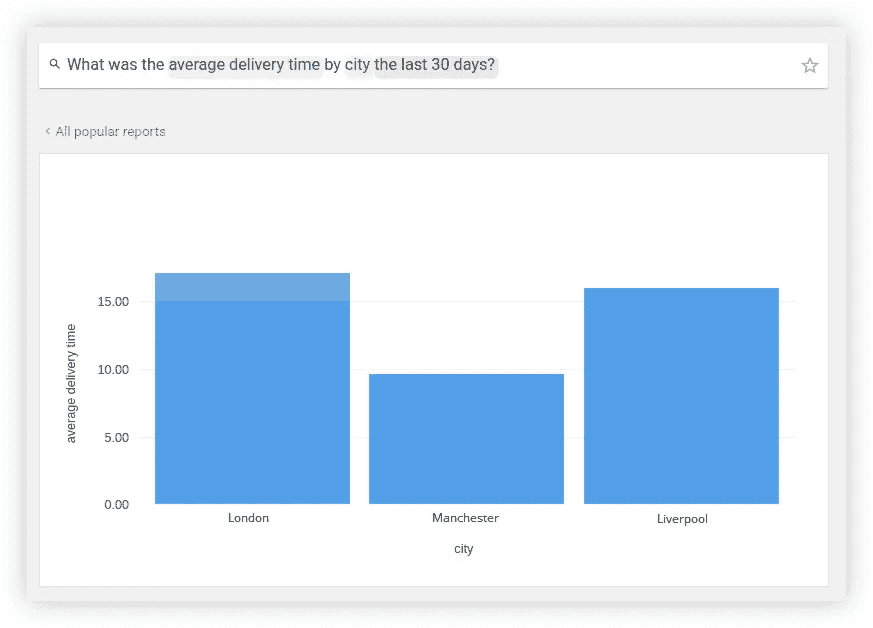 What was the average delivery time by city the last 30 days?
All popular reports
15.00
10.00
5.00
0.00
average delivery time
London Manchester Liverpool
city